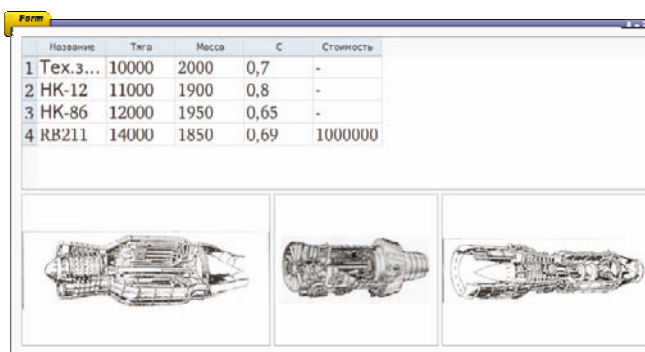 Form
Название Тяга Масса С Стоимость
1 Тех.з... 10000 2000 0,7 -
2 НК-12 11000 1900 0,8 -
3 НК-86 12000 1950 0,65 -
4 RB211 14000 1850 0,69 1000000